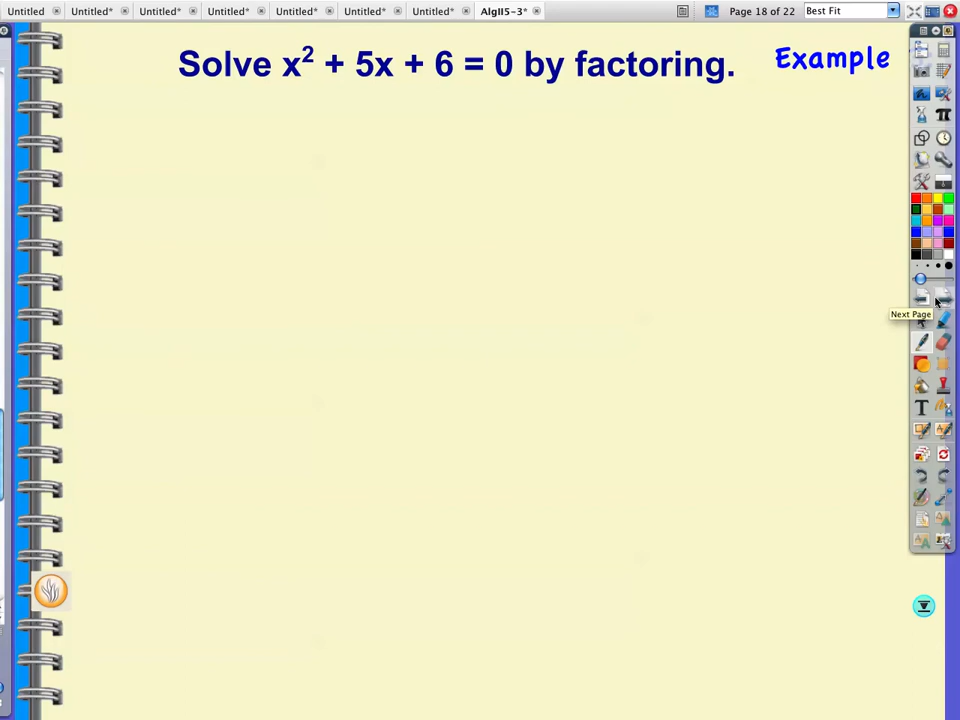 Untitled Untitled* Untitled* Untitled* Untitled* Untitled* Untitled* AlgII5-3* Page 18 of 22 Best Fit
Solve x² + 5x + 6 = 0 by factoring. Example
Next Page